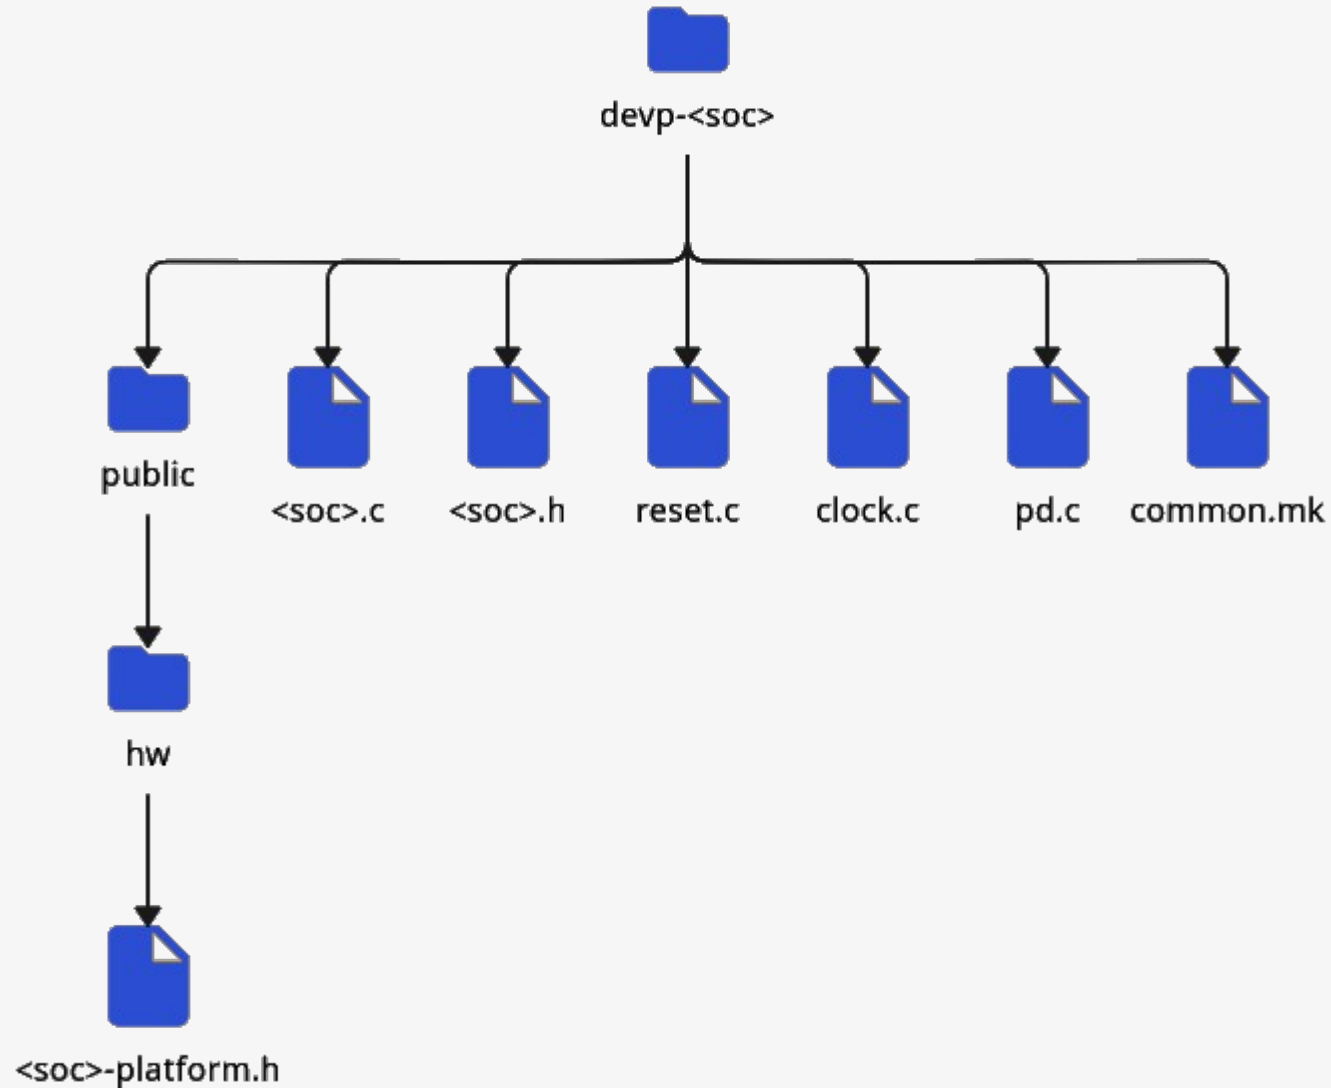 devp-<soc>
public
<soc>.c
<soc>.h
reset.c
clock.c
pd.c
common.mk
hw
<soc>-platform.h